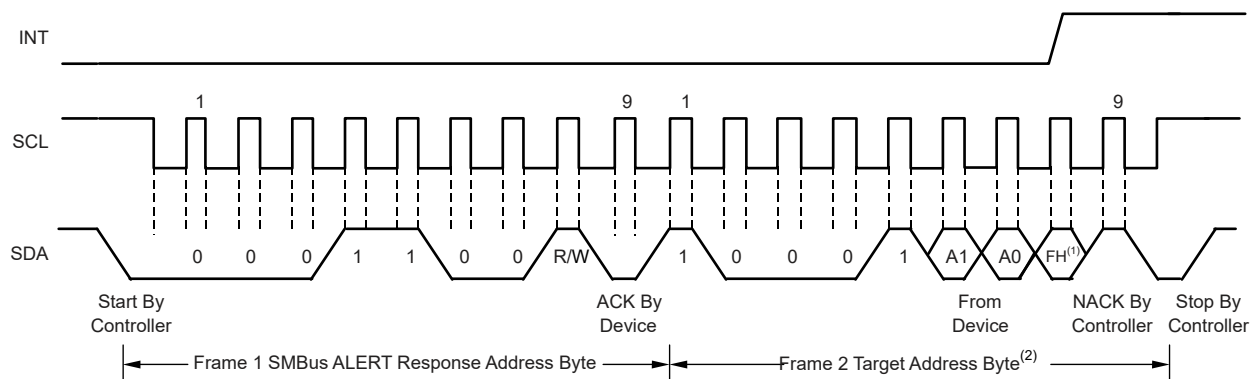 INT
1 9 1 9
SCL
SDA
0 0 0 1 1 0 0 R/W 1 0 0 0 1 A1 A0 FH(1)
Start By
Controller
ACK By
Device
From
Device
NACK By
Controller
Stop By
Controller
Frame 1 SMBus ALERT Response Address Byte
Frame 2 Target Address Byte(2)